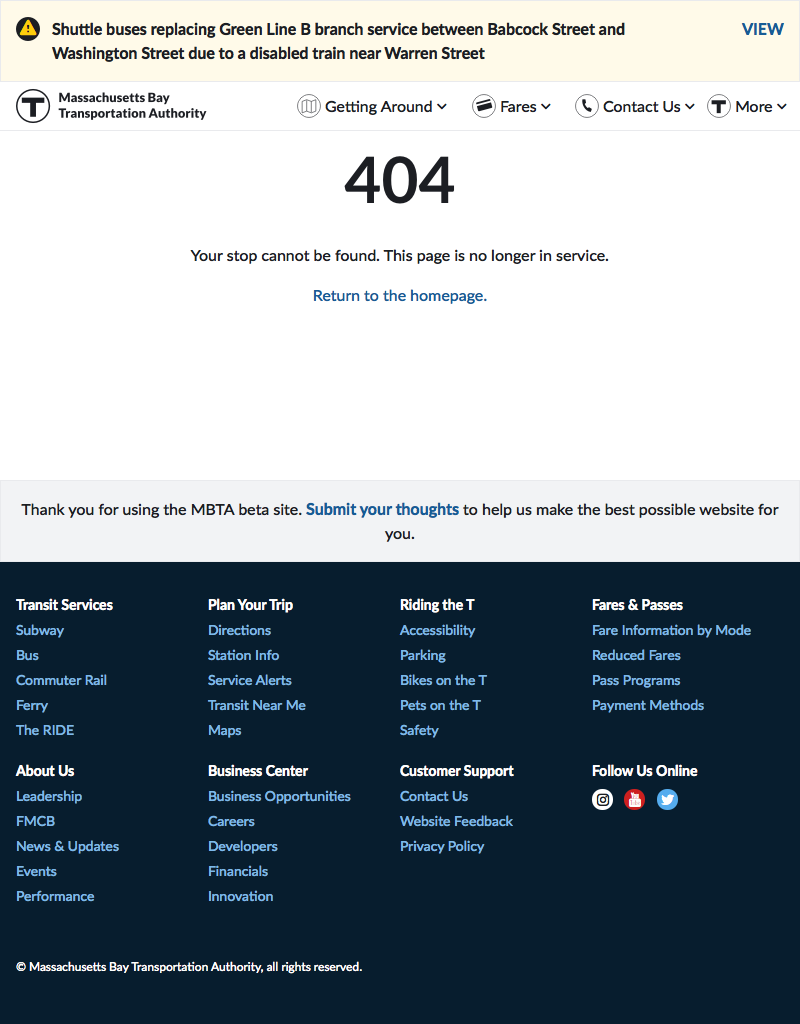 Shuttle buses replacing Green Line B branch service between Babcock Street and
Washington Street due to a disabled train near Warren Street
VIEW
T
Massachusetts Bay
Transportation Authority
Getting Around
Fares
Contact Us
T
More
404
Your stop cannot be found. This page is no longer in service.
Return to the homepage.
Thank you for using the MBTA beta site. Submit your thoughts to help us make the best possible website for
you.
Transit Services
Subway
Bus
Commuter Rail
Ferry
The RIDE
Plan Your Trip
Directions
Station Info
Service Alerts
Transit Near Me
Maps
Riding the T
Accessibility
Parking
Bikes on the T
Pets on the T
Safety
Fares & Passes
Fare Information by Mode
Reduced Fares
Pass Programs
Payment Methods
About Us
Leadership
FMCB
News & Updates
Events
Performance
Business Center
Business Opportunities
Careers
Developers
Financials
Innovation
Customer Support
Contact Us
Website Feedback
Privacy Policy
Follow Us Online
© Massachusetts Bay Transportation Authority, all rights reserved.